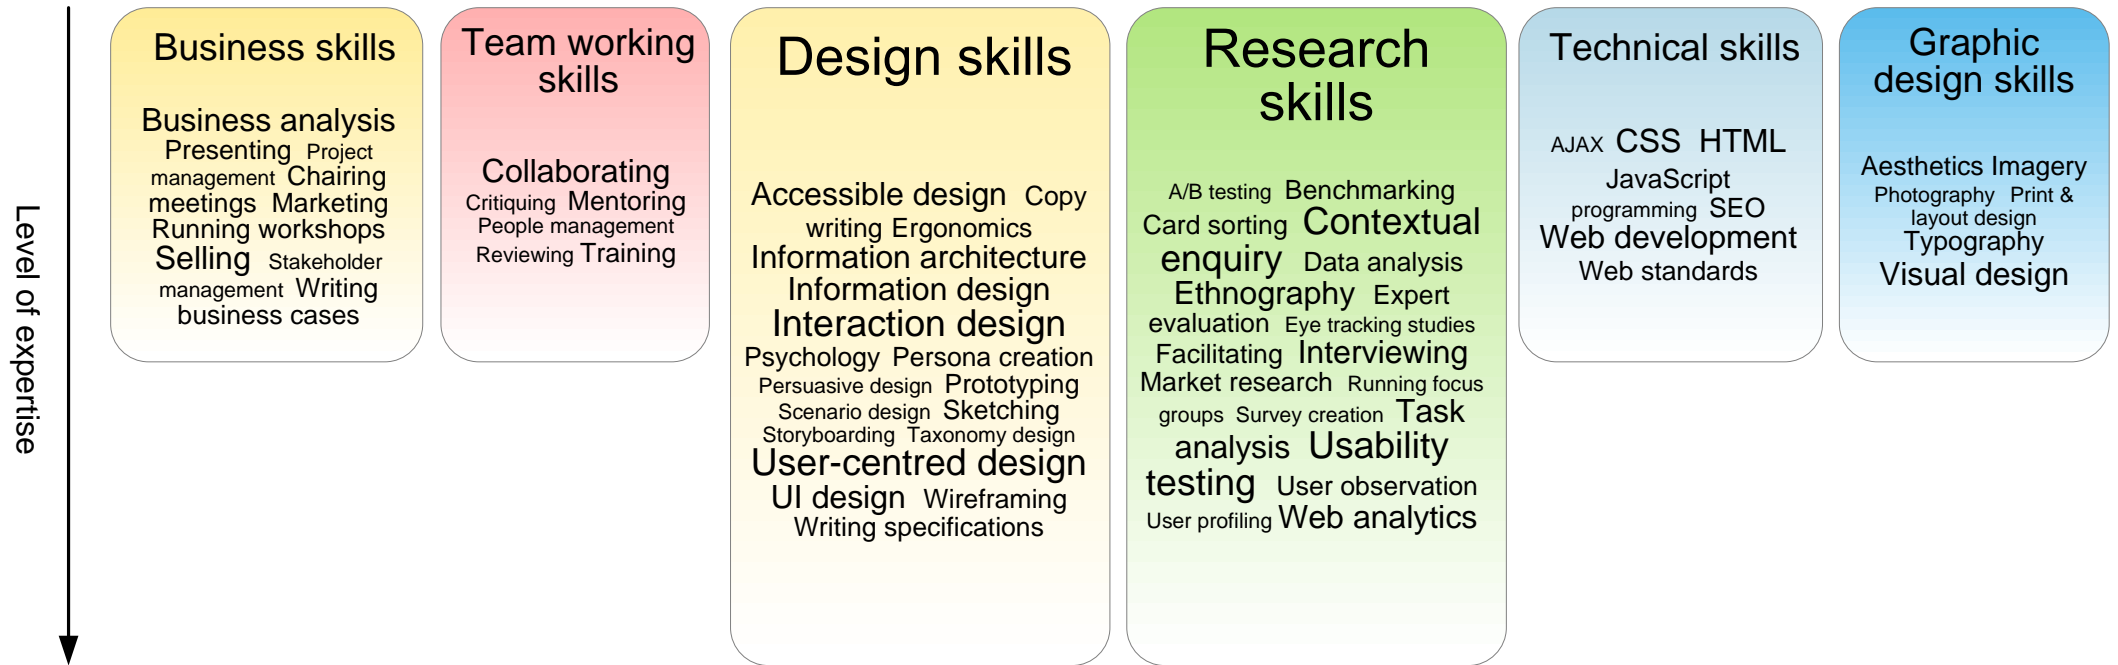 Level of expertise
Business skills
Business analysis
Presenting Project
management Chairing
meetings Marketing
Running workshops
Selling Stakeholder
management Writing
business cases
Team working
skills
Collaborating
Critiquing Mentoring
People management
Reviewing Training
Design skills
Accessible design Copy
writing Ergonomics
Information architecture
Information design
Interaction design
Psychology Persona creation
Persuasive design Prototyping
Scenario design Sketching
Storyboarding Taxonomy design
User-centred design
UI design Wireframing
Writing specifications
Research
skills
A/B testing Benchmarking
Card sorting Contextual
enquiry Data analysis
Ethnography Expert
evaluation Eye tracking studies
Facilitating Interviewing
Market research Running focus
groups Survey creation Task
analysis Usability
testing User observation
User profiling Web analytics
Technical skills
AJAX CSS HTML
JavaScript
programming SEO
Web development
Web standards
Graphic
design skills
Aesthetics Imagery
Photography Print &
layout design
Typography
Visual design